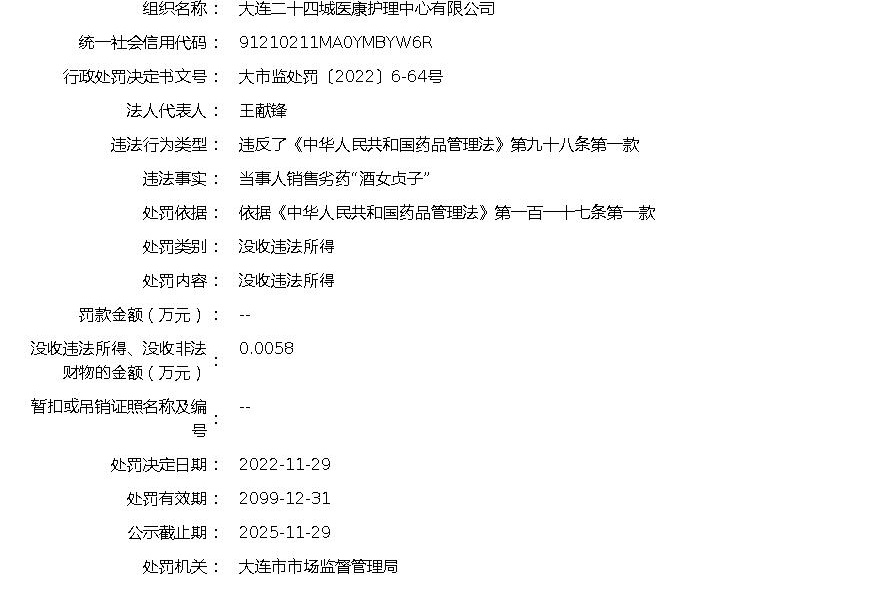 组织名称： 大连二十四城医康护理中心有限公司
统一社会信用代码： 91210211MA0YMBYW6R
行政处罚决定书文号： 大市监处罚〔2022〕6-64号
法人代表人： 王献锋
违法行为类型： 违反了《中华人民共和国药品管理法》第九十八条第一款
违法事实： 当事人销售劣药“酒女贞子”
处罚依据： 依据《中华人民共和国药品管理法》第一百一十七条第一款
处罚类别： 没收违法所得
处罚内容： 没收违法所得
罚款金额（万元）： --
没收违法所得、没收非法
财物的金额（万元）： 0.0058
暂扣或吊销证照名称及编
号： --
处罚决定日期： 2022-11-29
处罚有效期： 2099-12-31
公示截止期： 2025-11-29
处罚机关： 大连市市场监督管理局